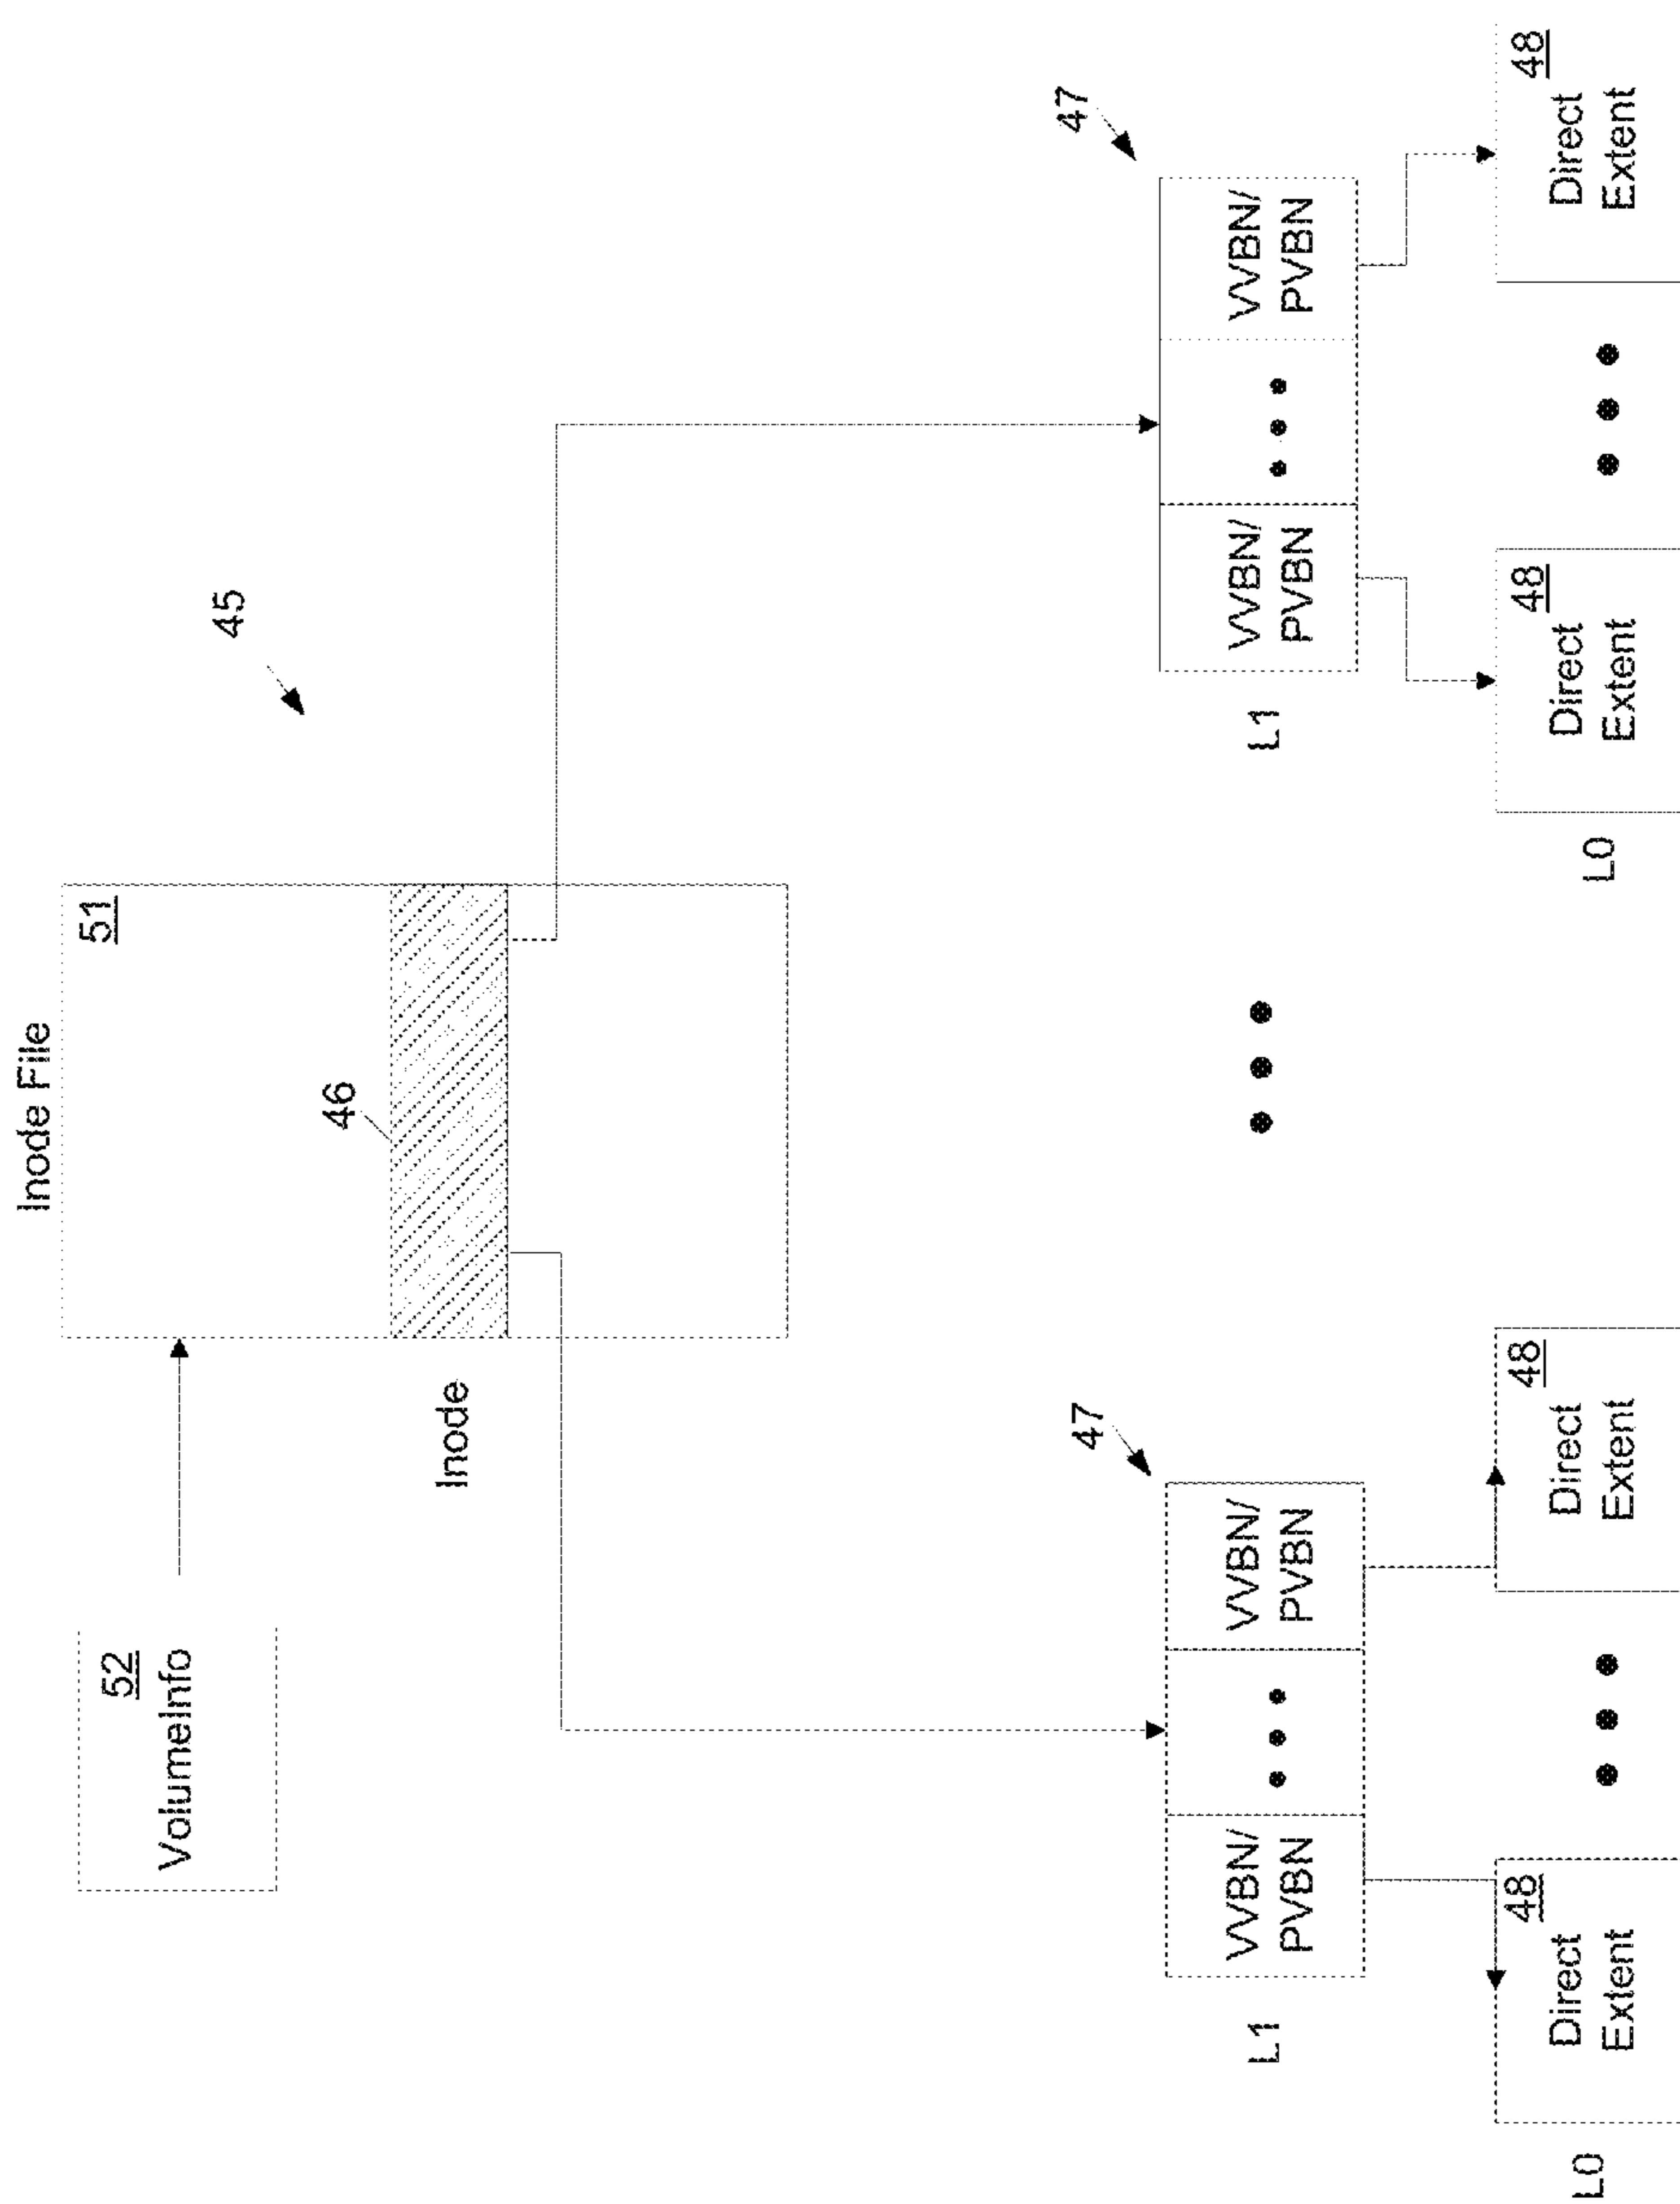 Inode File
52
VolumeInfo
51
45
46
Inode
47
47
L1
VVBN/
PVBN
VVBN/
PVBN
L1
VVBN/
PVBN
VVBN/
PVBN
L0
48
Direct
Extent
48
Direct
Extent
L0
48
Direct
Extent
48
Direct
Extent